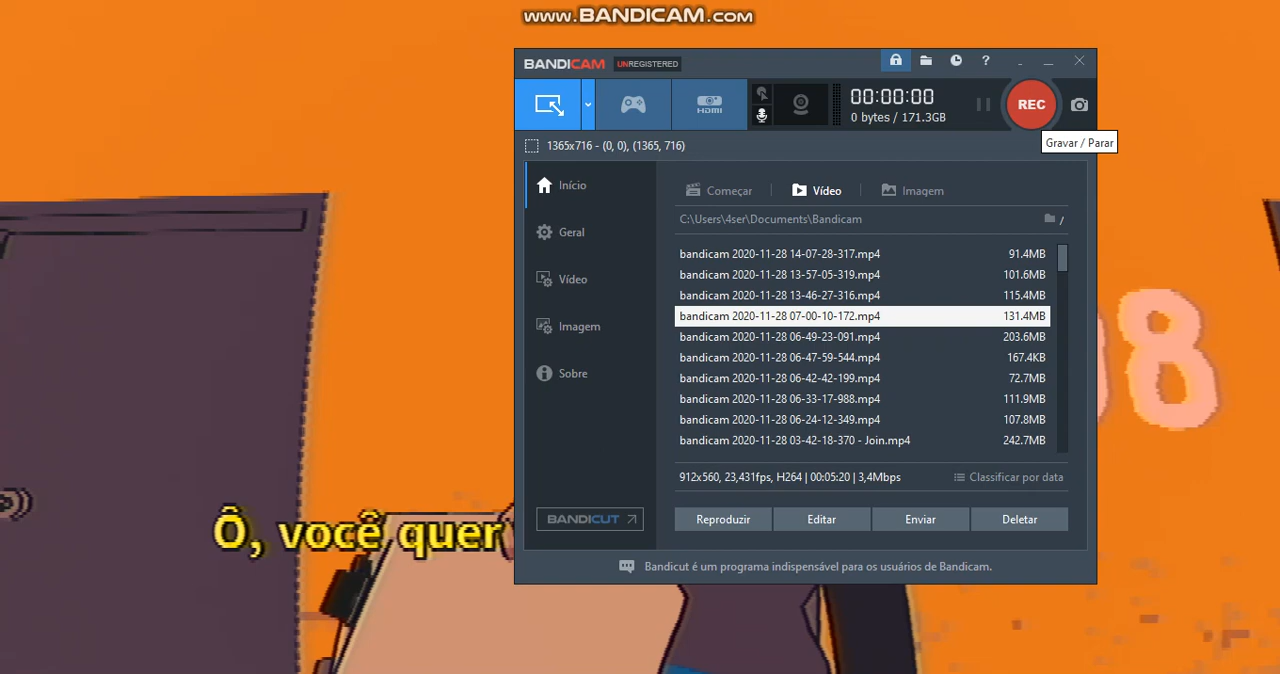 www.BANDICAM.com
BANDICAM UNREGISTERED ?
HDMI
00:00:00
0 bytes / 171.3GB
REC
Gravar / Parar
1365x716 - (0, 0), (1365, 716)
Início
Geral
Vídeo
Imagem
Sobre
BANDICUT
Começar | Vídeo | Imagem
C:\Users\4ser\Documents\Bandicam /
bandicam 2020-11-28 14-07-28-317.mp4 91.4MB
bandicam 2020-11-28 13-57-05-319.mp4 101.6MB
bandicam 2020-11-28 13-46-27-316.mp4 115.4MB
bandicam 2020-11-28 07-00-10-172.mp4 131.4MB
bandicam 2020-11-28 06-49-23-091.mp4 203.6MB
bandicam 2020-11-28 06-47-59-544.mp4 167.4KB
bandicam 2020-11-28 06-42-42-199.mp4 72.7MB
bandicam 2020-11-28 06-33-17-988.mp4 111.9MB
bandicam 2020-11-28 06-24-12-349.mp4 107.8MB
bandicam 2020-11-28 03-42-18-370 - Join.mp4 242.7MB
912x560, 23,431fps, H264 | 00:05:20 | 3,4Mbps Classificar por data
Reproduzir Editar Enviar Deletar
Bandicut é um programa indispensável para os usuários de Bandicam.
Ô, você quer
8